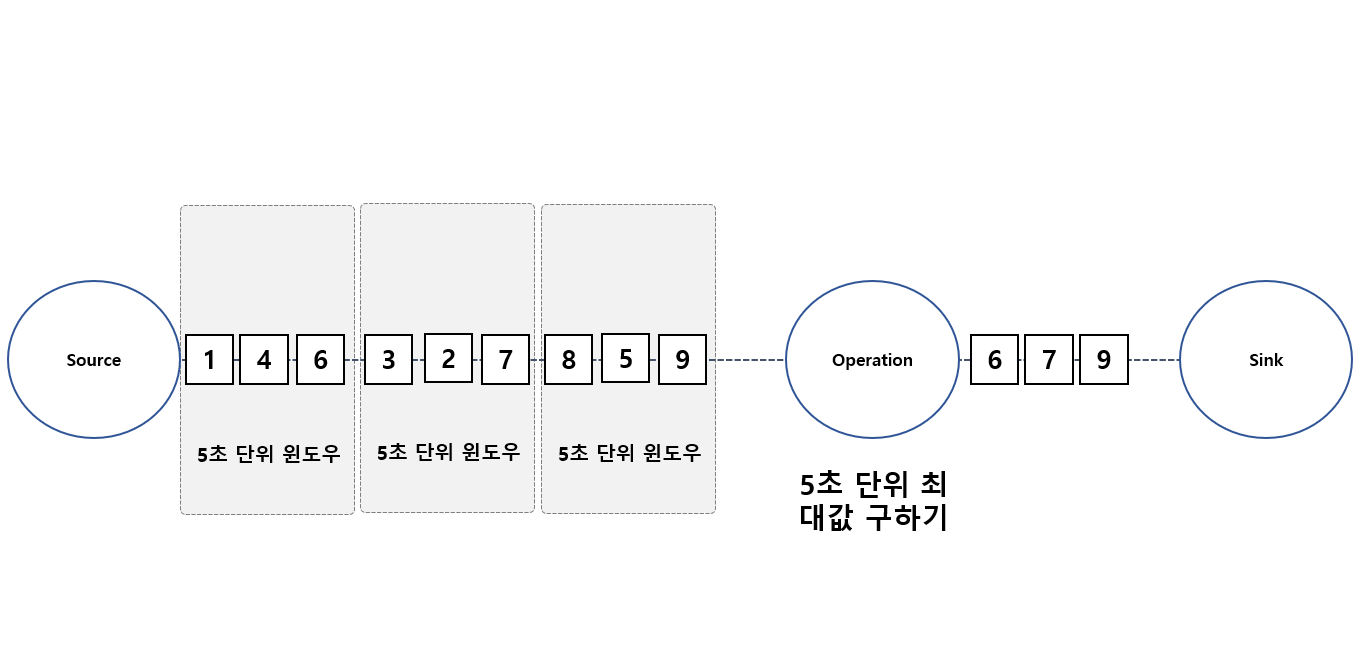 Source
1 4 6 3 2 7 8 5 9
Operation
6 7 9
Sink
5초 단위 윈도우
5초 단위 윈도우
5초 단위 윈도우
5초 단위 최
대값 구하기